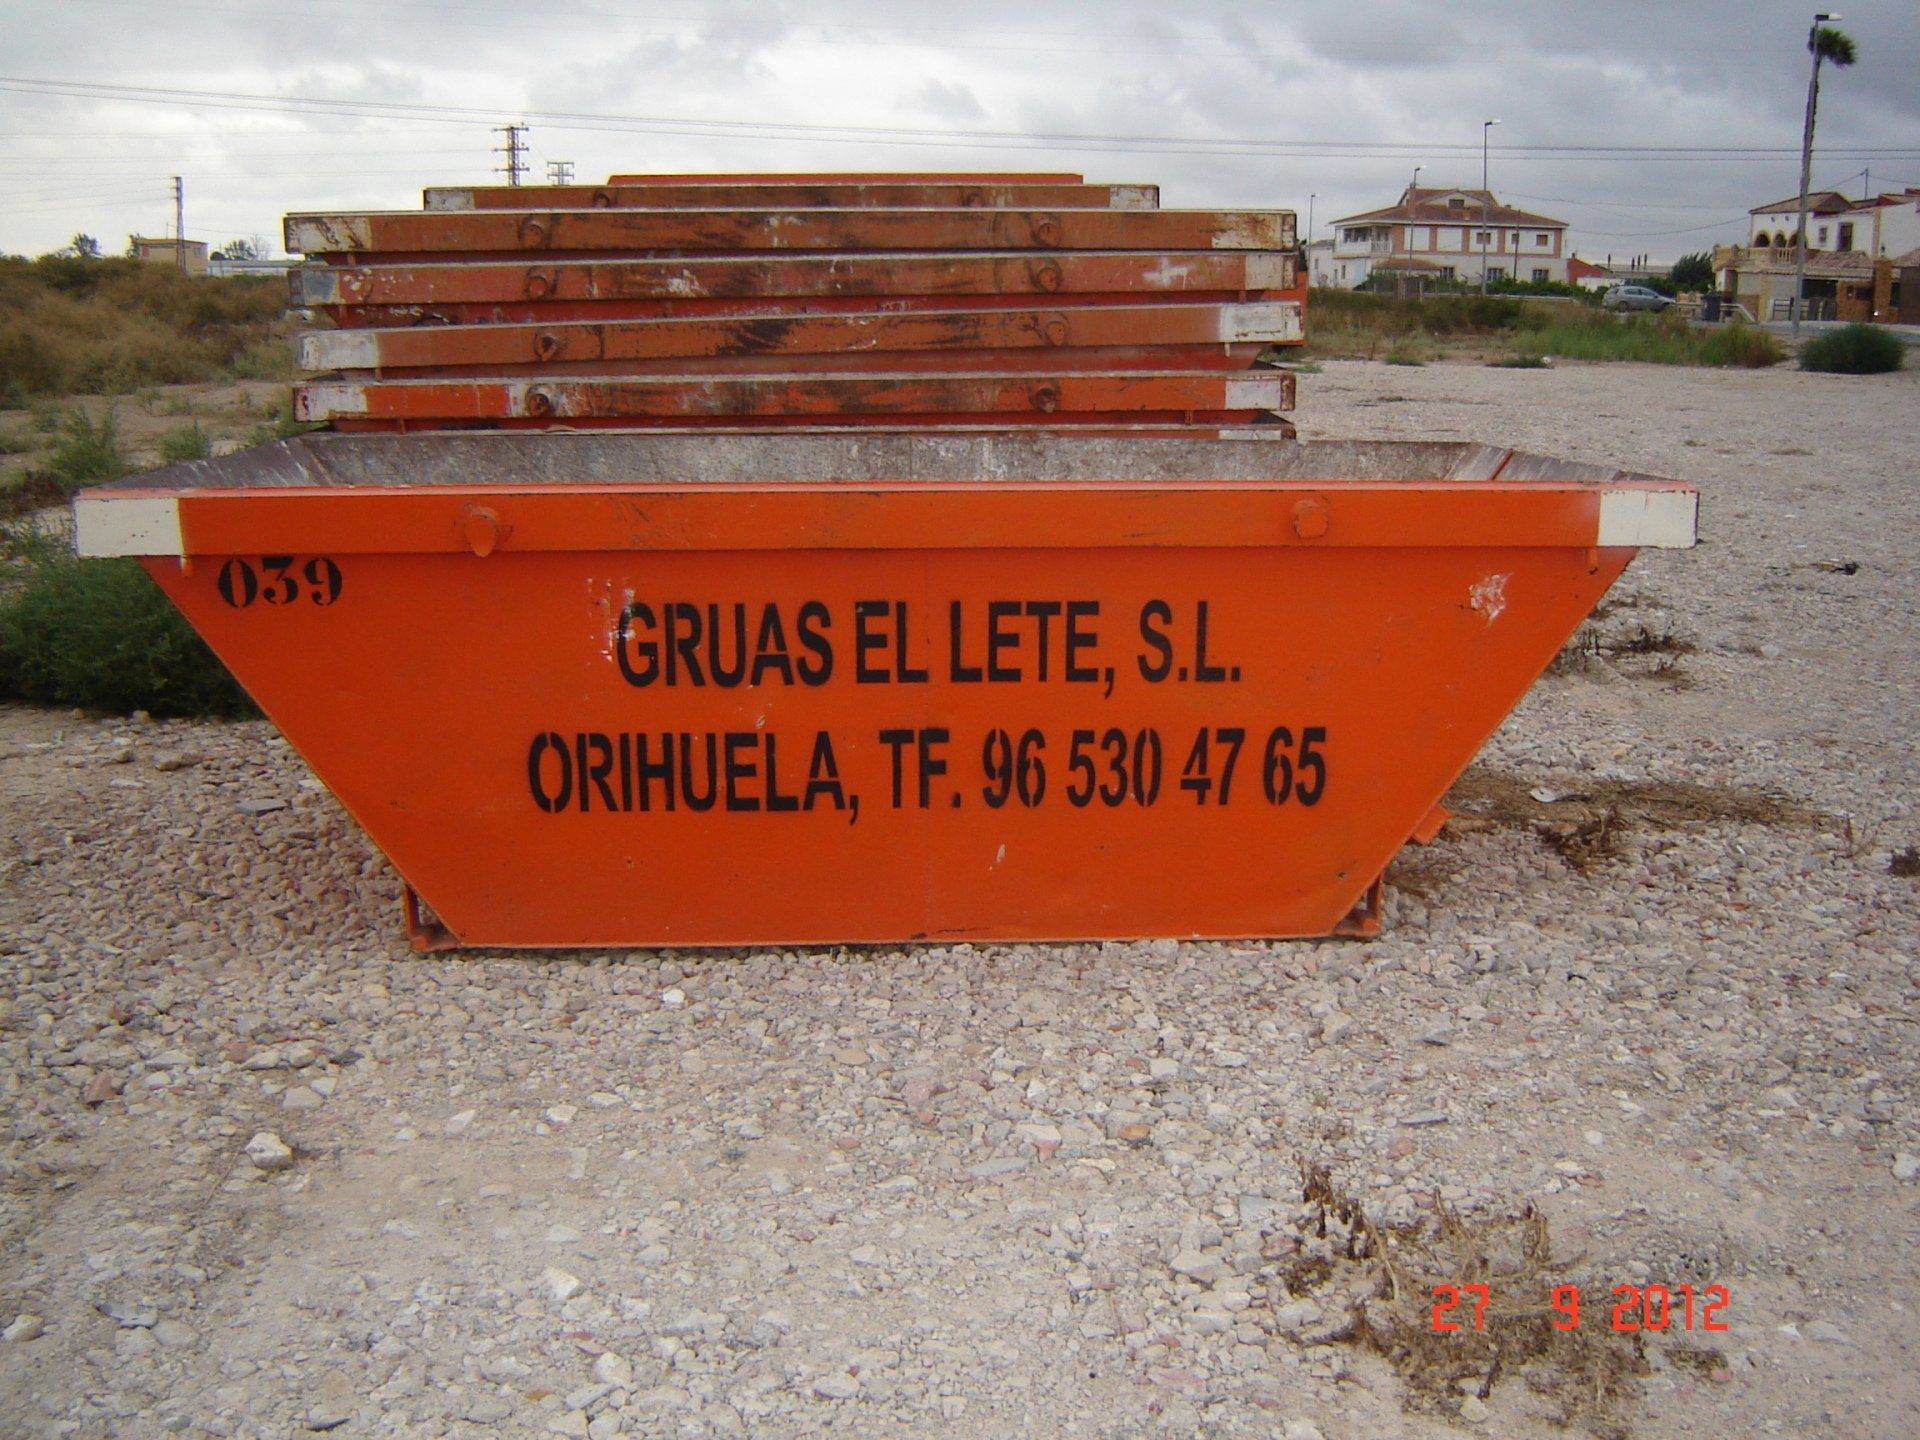 039
GRUAS EL LETE, S.L.
ORIHUELA, TF. 96 530 47 65
27 9 2012